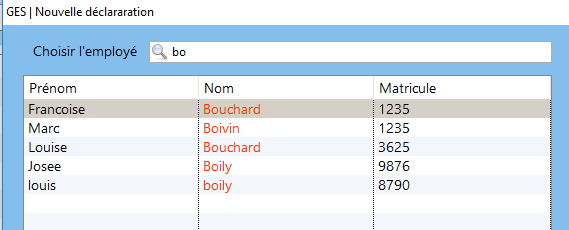 GES | Nouvelle déclararation
Choisir l'employé bo
Prénom Nom Matricule
Francoise Bouchard 1235
Marc Boivin 1235
Louise Bouchard 3625
Josee Boily 9876
louis boily 8790